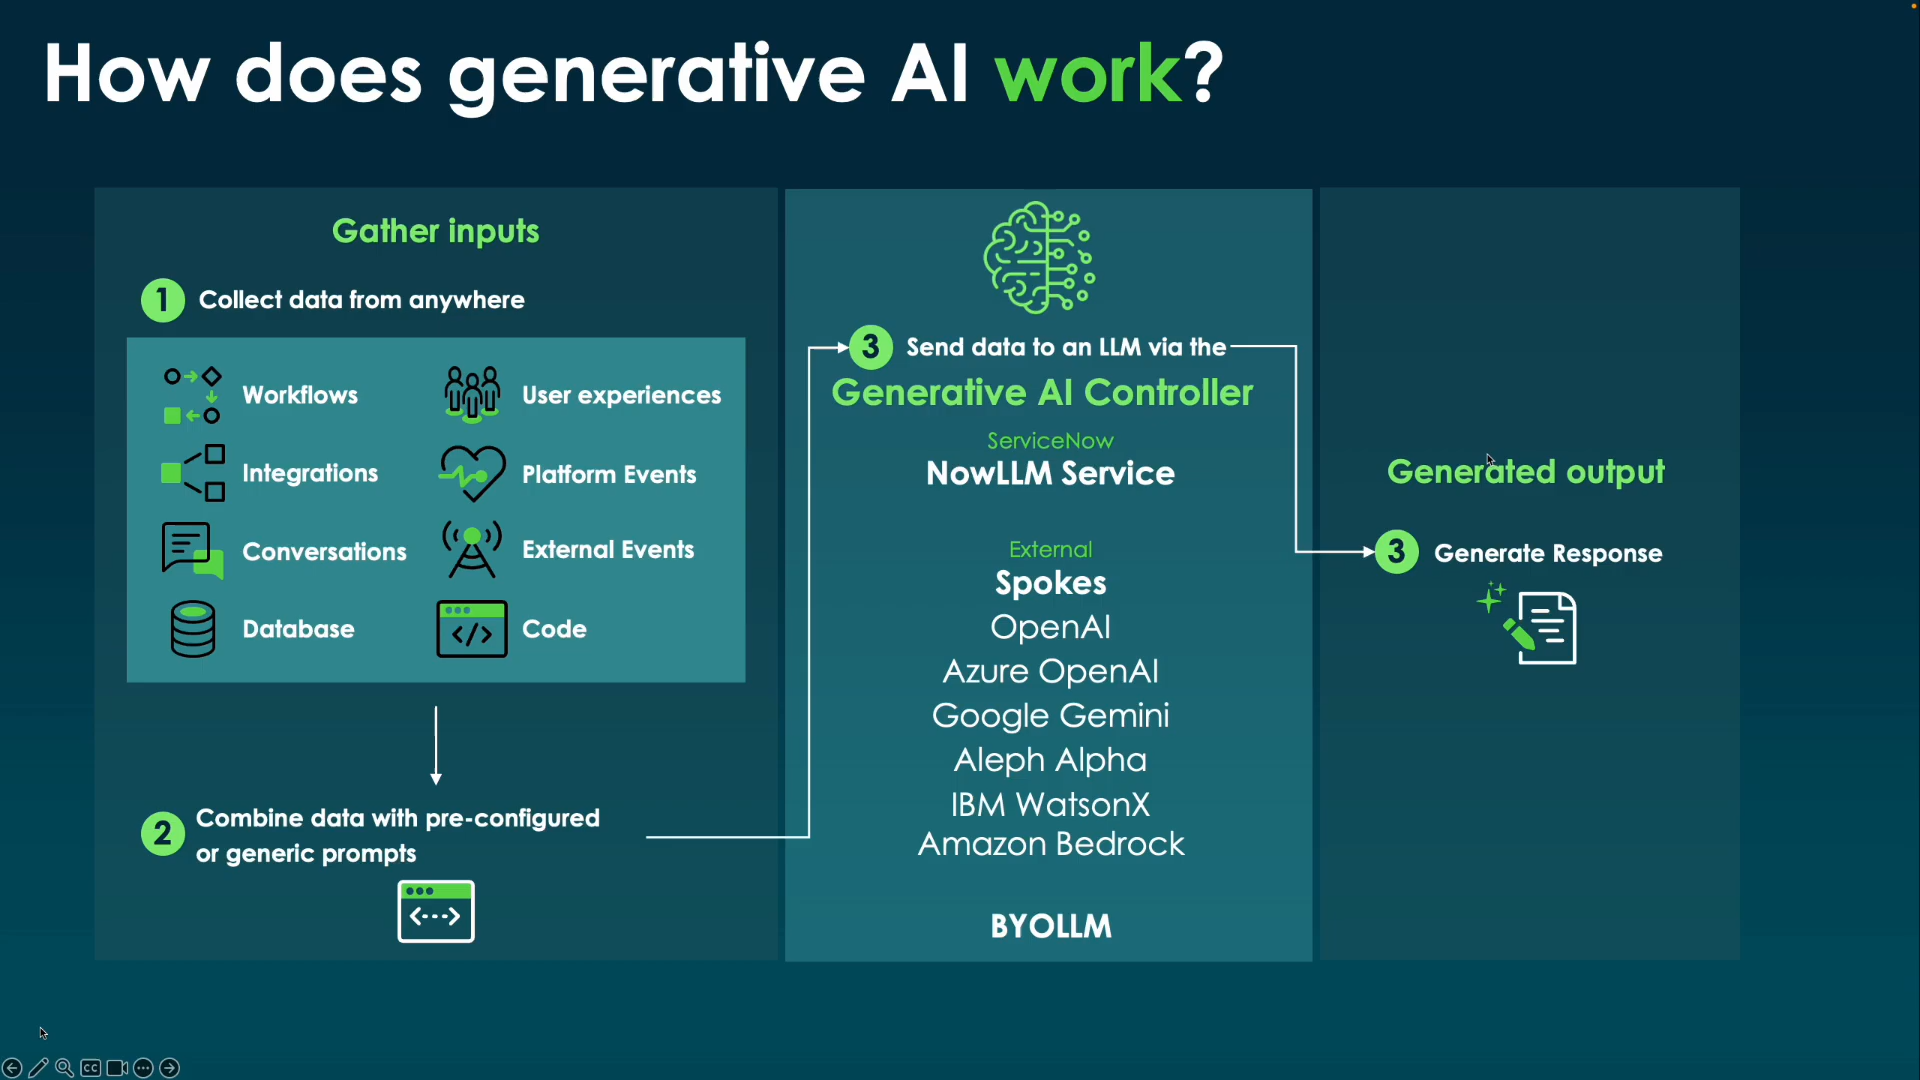 How does generative AI work?
Gather inputs
1 Collect data from anywhere
Workflows
User experiences
Integrations
Platform Events
Conversations
External Events
Database
Code
2 Combine data with pre-configured
or generic prompts
3 Send data to an LLM via the
Generative AI Controller
ServiceNow
NowLLM Service
External
Spokes
OpenAI
Azure OpenAI
Google Gemini
Aleph Alpha
IBM WatsonX
Amazon Bedrock
BYOLLM
Generated output
3 Generate Response
CC